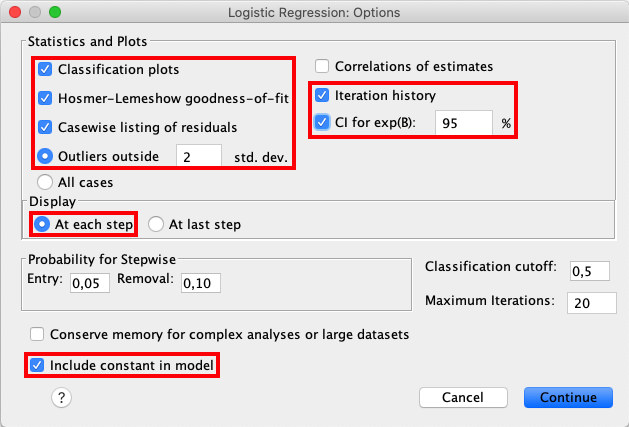 Logistic Regression: Options
Statistics and Plots
Classification plots
Correlations of estimates
Hosmer-Lemeshow goodness-of-fit
Iteration history
Casewise listing of residuals
CI for exp(B): 95 %
Outliers outside 2 std. dev.
All cases
Display
At each step At last step
Probability for Stepwise
Entry: 0,05 Removal: 0,10
Classification cutoff: 0,5
Maximum Iterations: 20
Conserve memory for complex analyses or large datasets
Include constant in model
? Cancel Continue